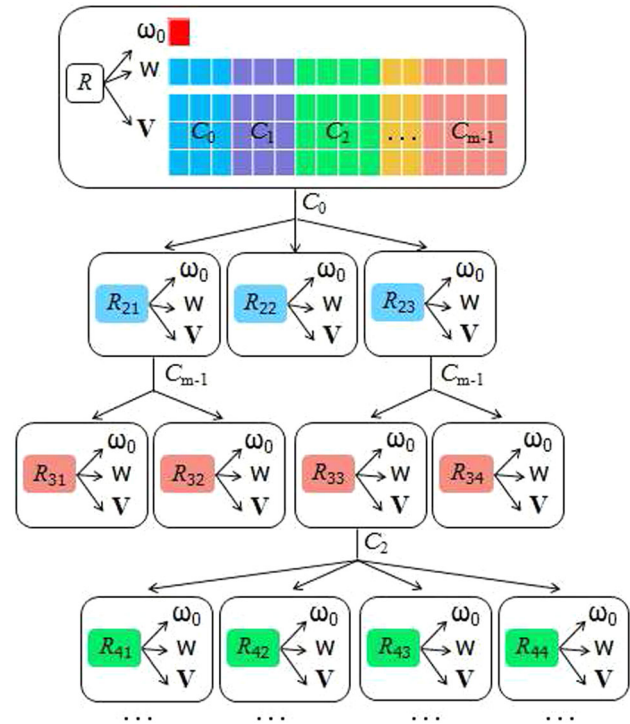 ω₀
R w
V C₀ C₁ C₂ ... Cₘ₋₁
C₀
ω₀ ω₀ ω₀
R₂₁ w R₂₂ w R₂₃ w
V V V
Cₘ₋₁ Cₘ₋₁
ω₀ ω₀ ω₀ ω₀
R₃₁ w R₃₂ w R₃₃ w R₃₄ w
V V V V
C₂
ω₀ ω₀ ω₀ ω₀
R₄₁ w R₄₂ w R₄₃ w R₄₄ w
V V V V
... ... ... ...